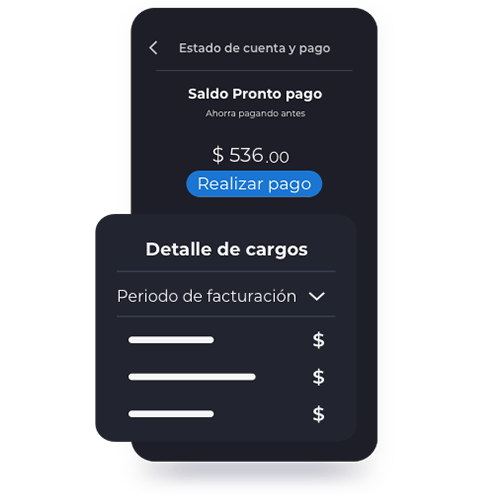 Estado de cuenta y pago
Saldo Pronto pago
Ahorra pagando antes
$ 536.00
Realizar pago
Detalle de cargos
Periodo de facturación
$
$
$